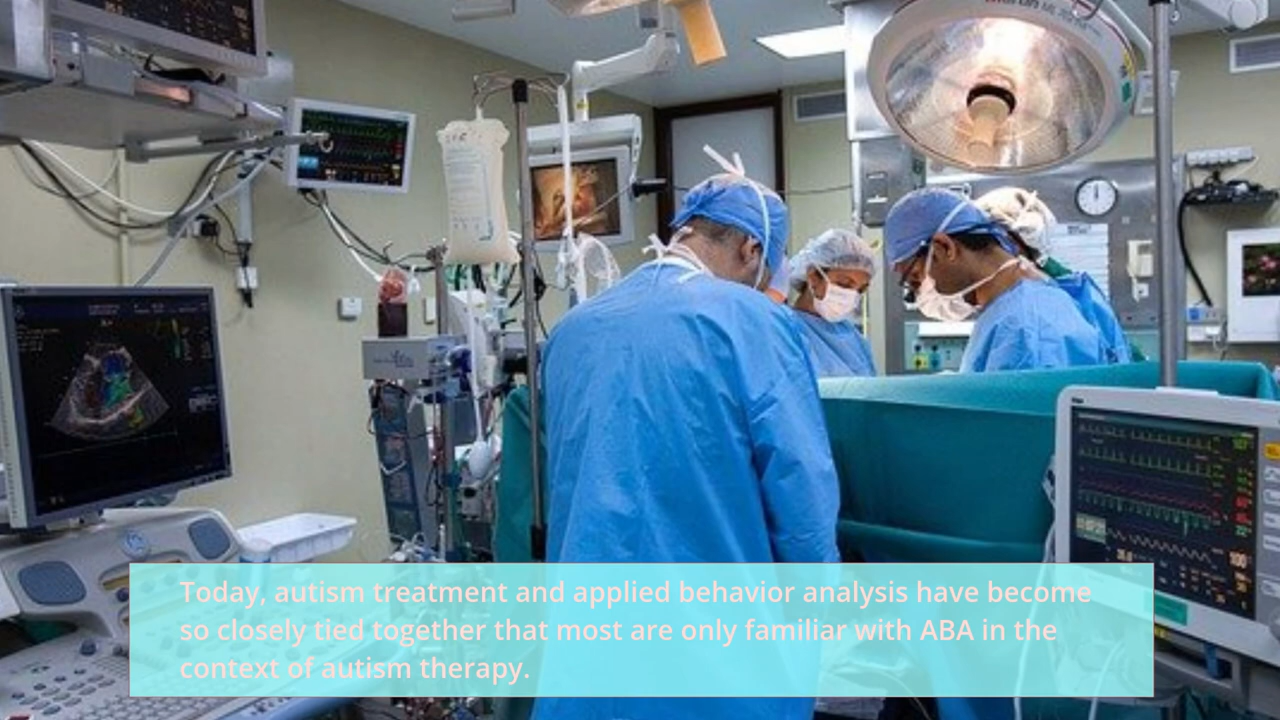 Today, autism treatment and applied behavior analysis have become
so closely tied together that most are only familiar with ABA in the
context of autism therapy.